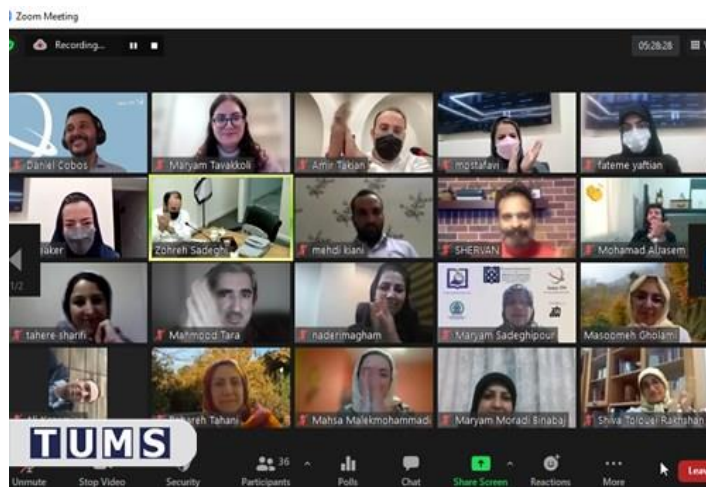 Zoom Meeting
Recording...
05:28:28
Daniel Cobos
Maryam Tavakkoli
Amir Takian
mostafavi
fateme yaftian
Zohreh Sadeghi
mehdi kiani
SHERVAN
Mohamad Aljasem
1/2
tahere sharifi
Mahmood Tara
naderimagham
Maryam Sadeghipour
Masoomeh Gholami
Bahareh Tahani
Mahsa Malekmohammadi
Maryam Moradi Binabaj
Shiva Tolouei Rakhshan
TUMS
36
Unmute
Stop Video
Security
Participants
Polls
Chat
Share Screen
Reactions
More
Leav